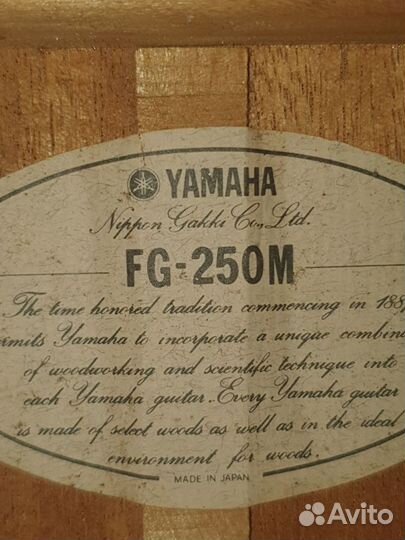 YAMAHA
Nippon Gakki Co., Ltd.
FG-250M
The time honored tradition commencing in 188
Yamaha to incorporate a unique
of woodworking and scientific technique into
each Yamaha guitar. Every Yamaha guitar
is made of select woods as well as in the ideal
environment for woods.
MADE IN JAPAN
Avito